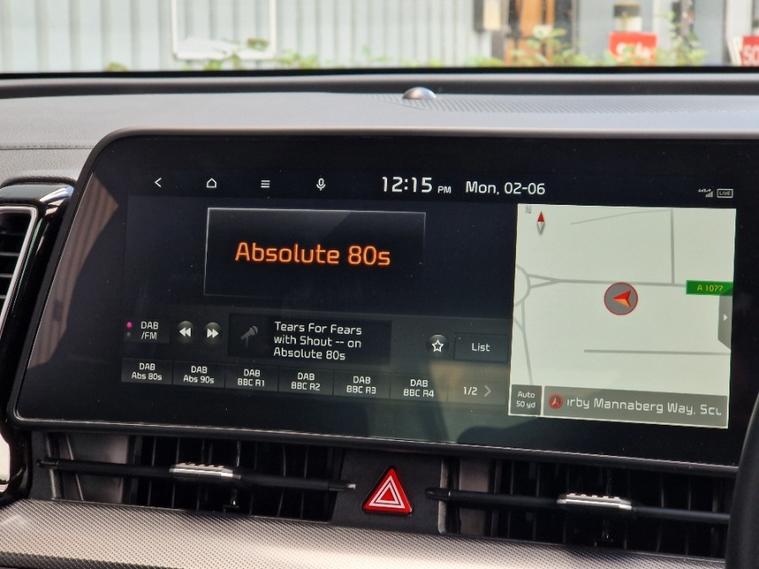 12:15 PM Mon, 02-06
LIVE
Absolute 80s
N
A 1077
DAB
/FM
Tears For Fears
with Shout -- on
Absolute 80s
List
DAB
Abs 80s
DAB
Abs 90s
DAB
BBC R1
DAB
BBC R2
DAB
BBC R3
DAB
BBC R4
1/2
Auto
50 yd
irby Mannaberg Way, Scu